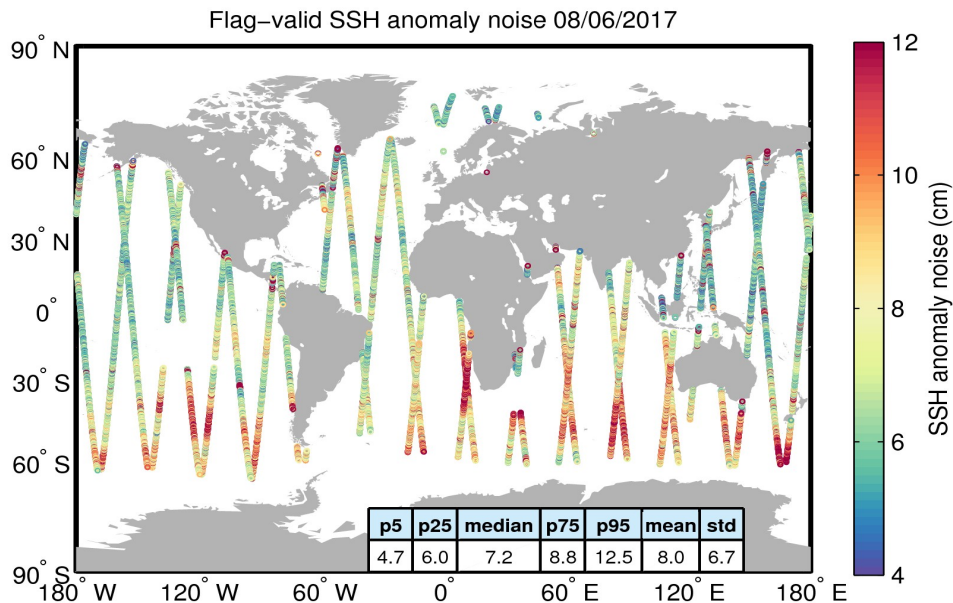 Flag−valid SSH anomaly noise 08/06/2017
90° N
60° N
30° N
0°
30° S
60° S
90° S
180° W
120° W
60° W
0°
60° E
120° E
180° E
p5 p25 median p75 p95 mean std
4.7 6.0 7.2 8.8 12.5 8.0 6.7
12
10
8
6
4
SSH anomaly noise (cm)